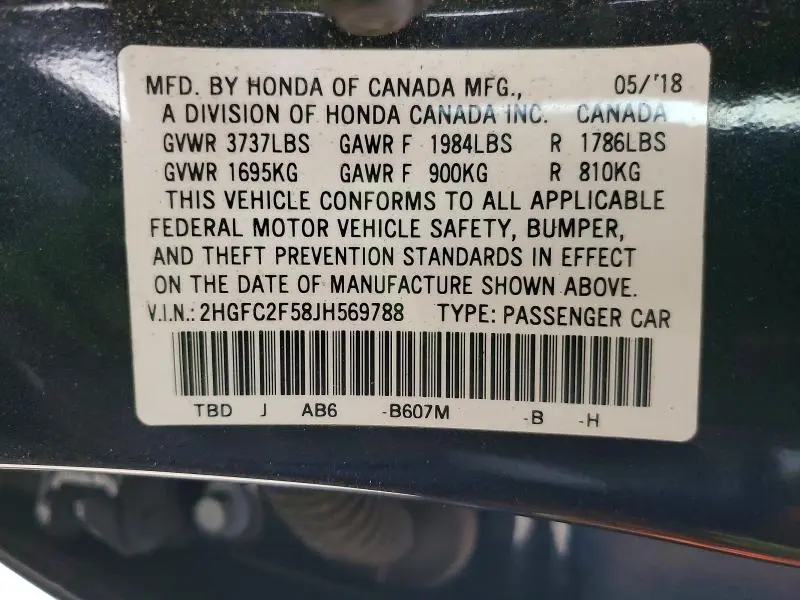 MFD. BY HONDA OF CANADA MFG., 05/'18
A DIVISION OF HONDA CANADA INC. CANADA
GVWR 3737LBS GAWR F 1984LBS R 1786LBS
GVWR 1695KG GAWR F 900KG R 810KG
THIS VEHICLE CONFORMS TO ALL APPLICABLE
FEDERAL MOTOR VEHICLE SAFETY, BUMPER,
AND THEFT PREVENTION STANDARDS IN EFFECT
ON THE DATE OF MANUFACTURE SHOWN ABOVE.
V.I.N.: 2HGFC2F58JH569788 TYPE: PASSENGER CAR
TBD J AB6 -B607M -B -H